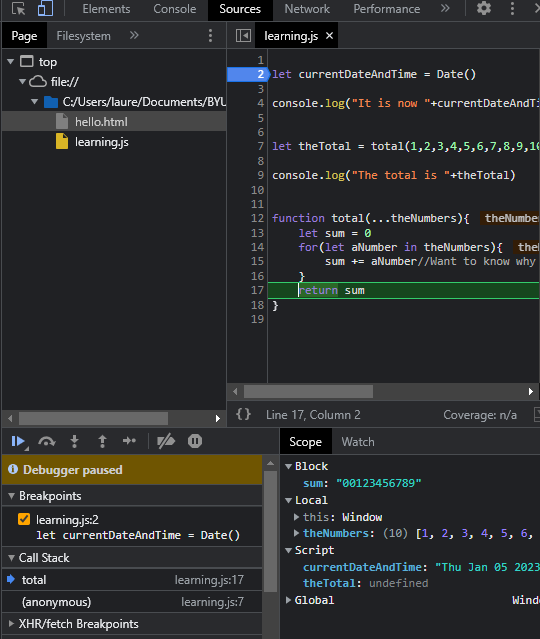 Elements Console Sources Network Performance »
Page Filesystem » learning.js ×
top
file://
C:/Users/laure/Documents/BYU
hello.html
learning.js
1
2 let currentDateAndTime = Date()
3
4 console.log("It is now "+currentDateAndTi
5
6
7 let theTotal = total(1,2,3,4,5,6,7,8,9,10
8
9 console.log("The total is "+theTotal)
10
11
12 function total(...theNumbers){ theNumber
13 let sum = 0
14 for(let aNumber in theNumbers){ theN
15 sum += aNumber//Want to know why
16 }
17 return sum
18 }
19
{} Line 17, Column 2 Coverage: n/a
Debugger paused
Breakpoints
learning.js:2
let currentDateAndTime = Date()
Call Stack
total learning.js:17
(anonymous) learning.js:7
XHR/fetch Breakpoints
Scope Watch
Block
sum: "00123456789"
Local
this: Window
theNumbers: (10) [1, 2, 3, 4, 5, 6,
Script
currentDateAndTime: "Thu Jan 05 2023
theTotal: undefined
Global Window